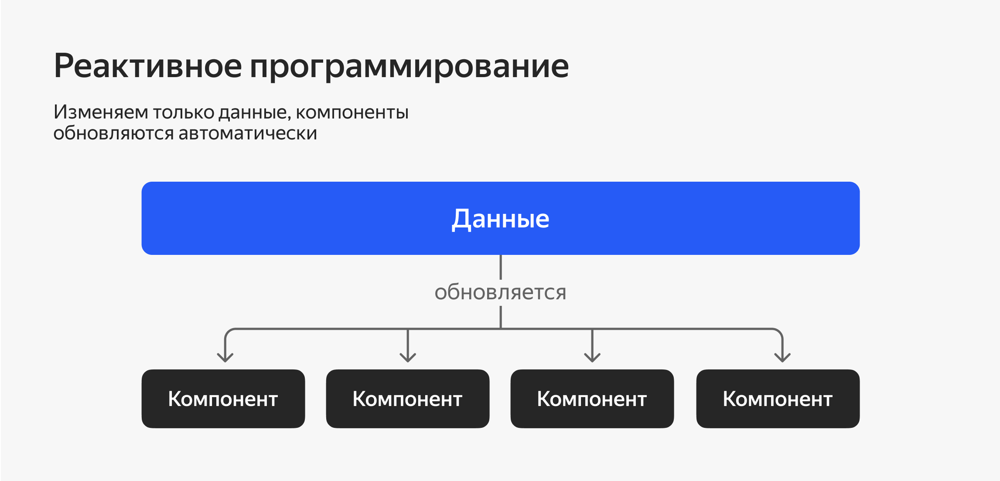 Реактивное программирование
Изменяем только данные, компоненты
обновляются автоматически
Данные
обновляется
Компонент
Компонент
Компонент
Компонент